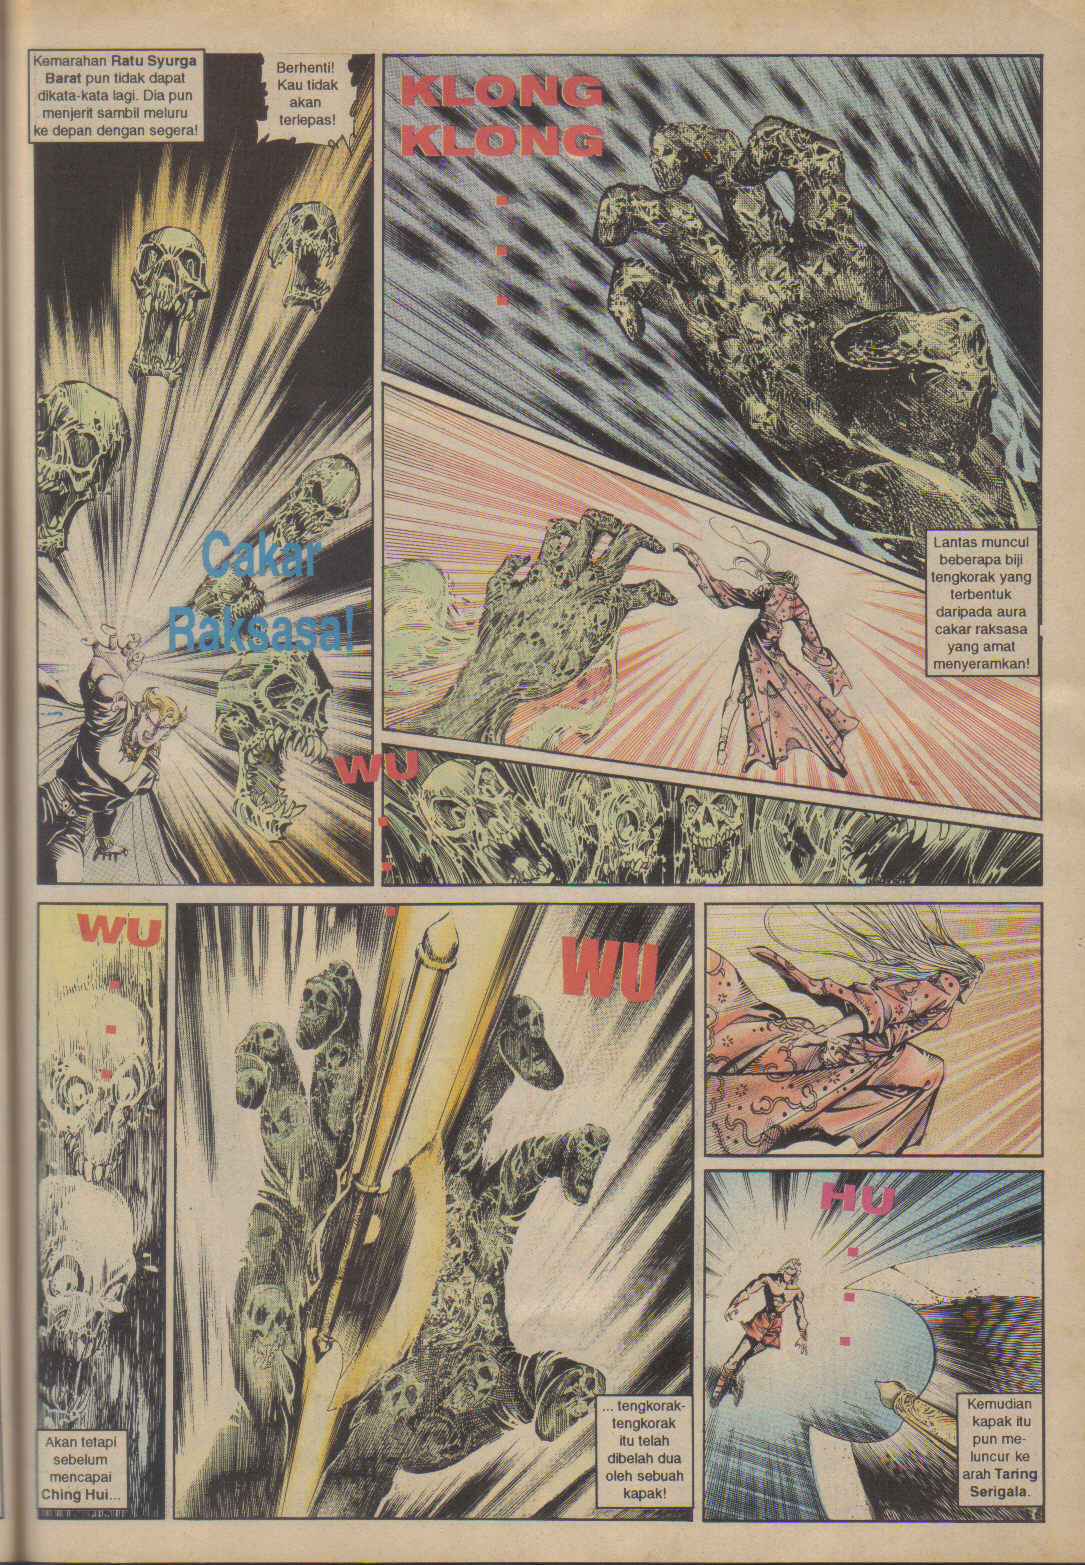 Kemarahan Ratu Syurga
Barat pun tidak dapat
dikata-kata lagi. Dia pun
menjerit sambil meluru
ke depan dengan segera!
Berhenti!
Kau tidak
akan
terlepas!
Cakar
Raksasa!
KLONG
KLONG
...
Lantas muncul
beberapa biji
tengkorak yang
terbentuk
daripada aura
cakar raksasa
yang amat
menyeramkan!
WU
...
WU
...
Akan tetapi
sebelum
mencapai
Ching Hui...
WU
... tengkorak-
tengkorak
itu telah
dibelah dua
oleh sebuah
kapak!
HU
...
Kemudian
kapak itu
pun me-
luncur ke
arah Taring
Serigala.